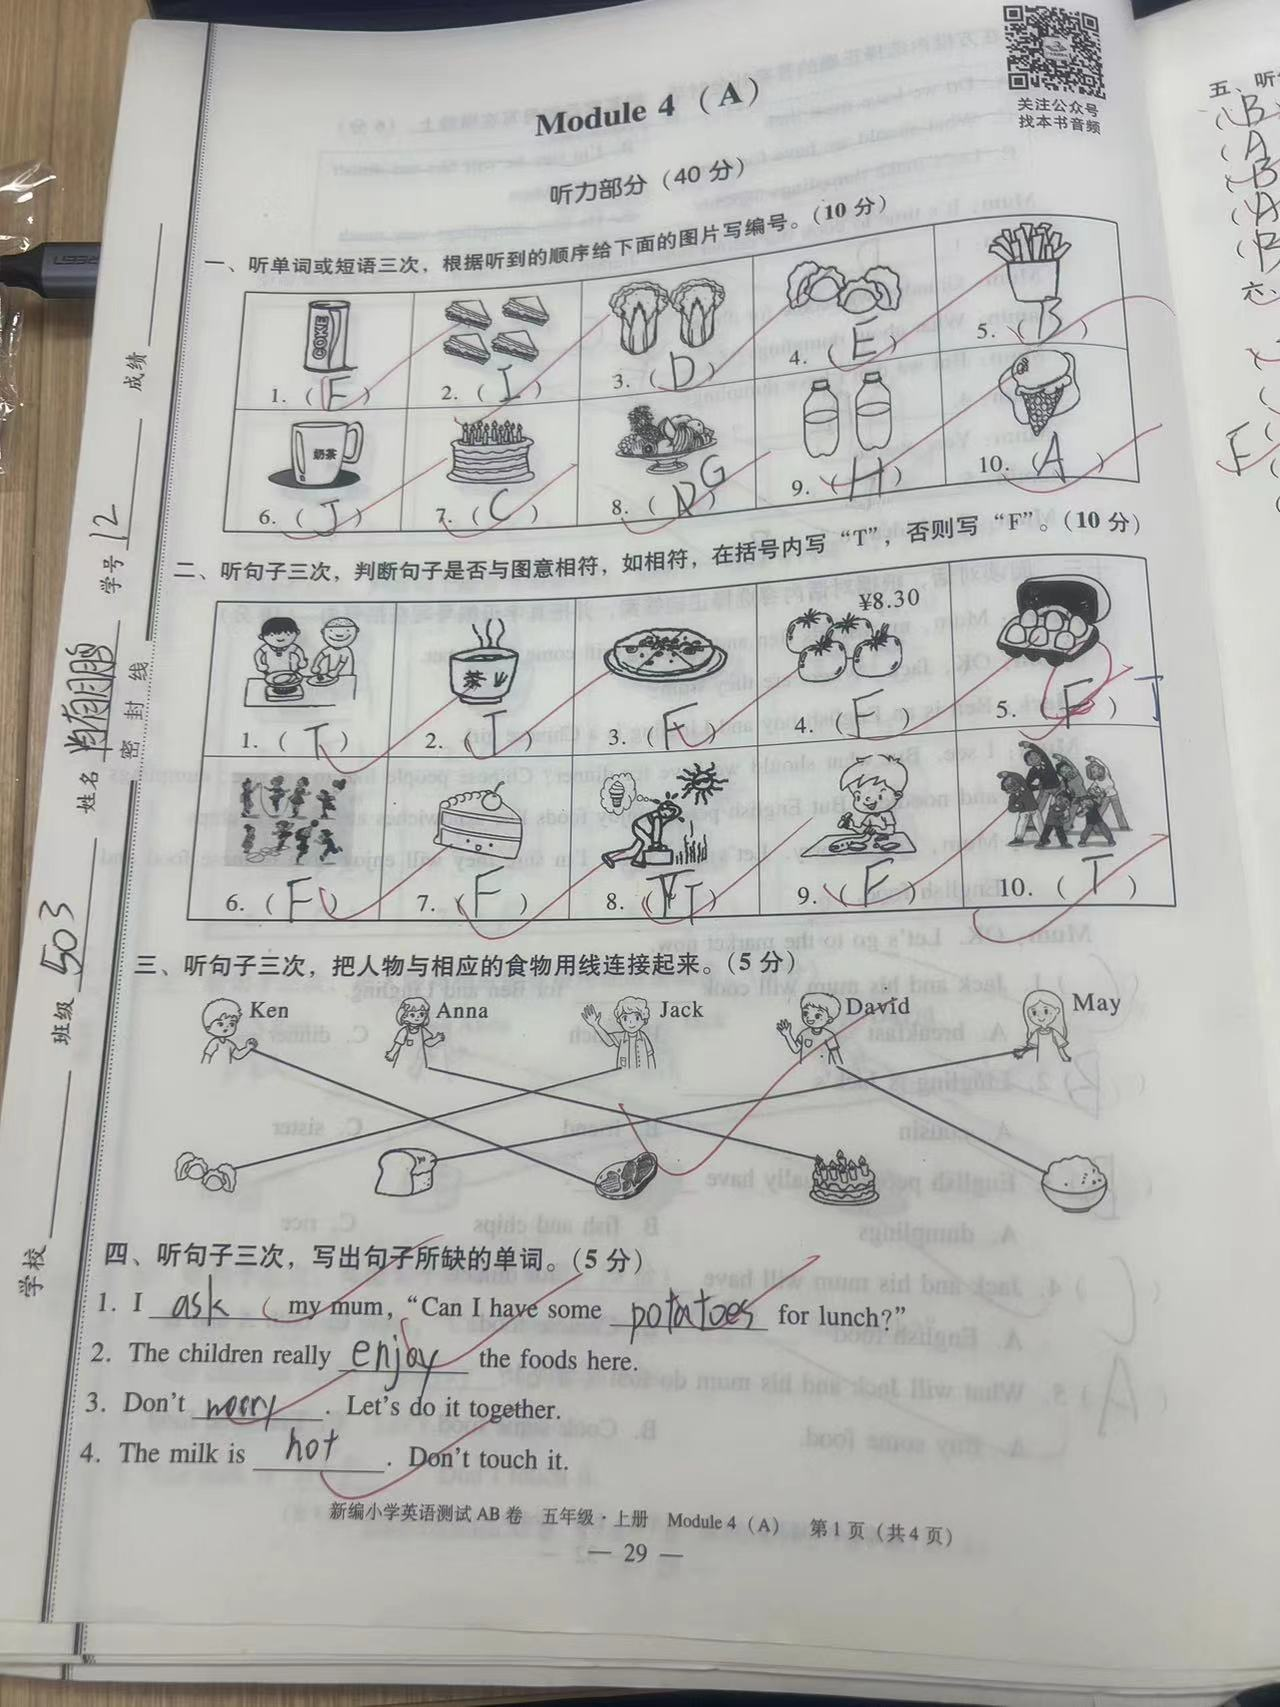 Module 4（A）
关注公众号
找本书音频
听力部分（40 分）
一、听单词或短语三次，根据听到的顺序给下面的图片写编号。（10 分）
COKE
1.（F）
2.（I）
3.（D）
4.（E）
5.（B）
奶茶
6.（J）
7.（C）
8.（ G）
9.（H）
10.（A）
二、听句子三次，判断句子是否与图意相符，如相符，在括号内写“T”，否则写“F”。（10 分）
茶
¥8.30
1.（T）
2.（T）
3.（F）
4.（F）
5.（F） T
6.（F）
7.（F）
8.（ T）
9.（F）
10.（T）
三、听句子三次，把人物与相应的食物用线连接起来。（5 分）
Ken Anna Jack David May
四、听句子三次，写出句子所缺的单词。（5 分）
1. I ask my mum, “Can I have some potatoes for lunch?”
2. The children really enjoy the foods here.
3. Don't worry. Let's do it together.
4. The milk is hot. Don't touch it.
新编小学英语测试 AB 卷 五年级·上册 Module 4（A） 第 1 页（共 4 页）
— 29 —
学校 班级 503 姓名 学号 12 成绩
密 封 线
五、听
B
A
B
A
B
六、
F